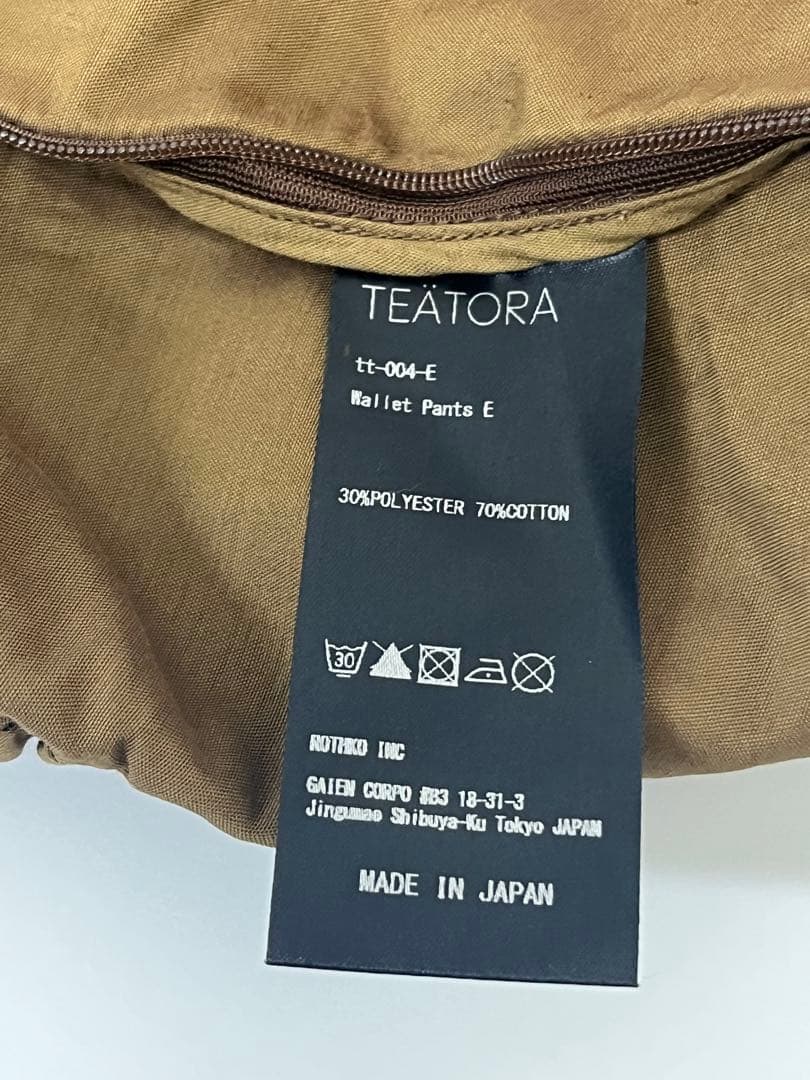 TEÄTORA
tt-004-E
Wallet Pants E
30%POLYESTER 70%COTTON
30
ROTHKO INC
GAIEN CORPO #B3 18-31-3
Jingumae Shibuya-Ku Tokyo JAPAN
MADE IN JAPAN